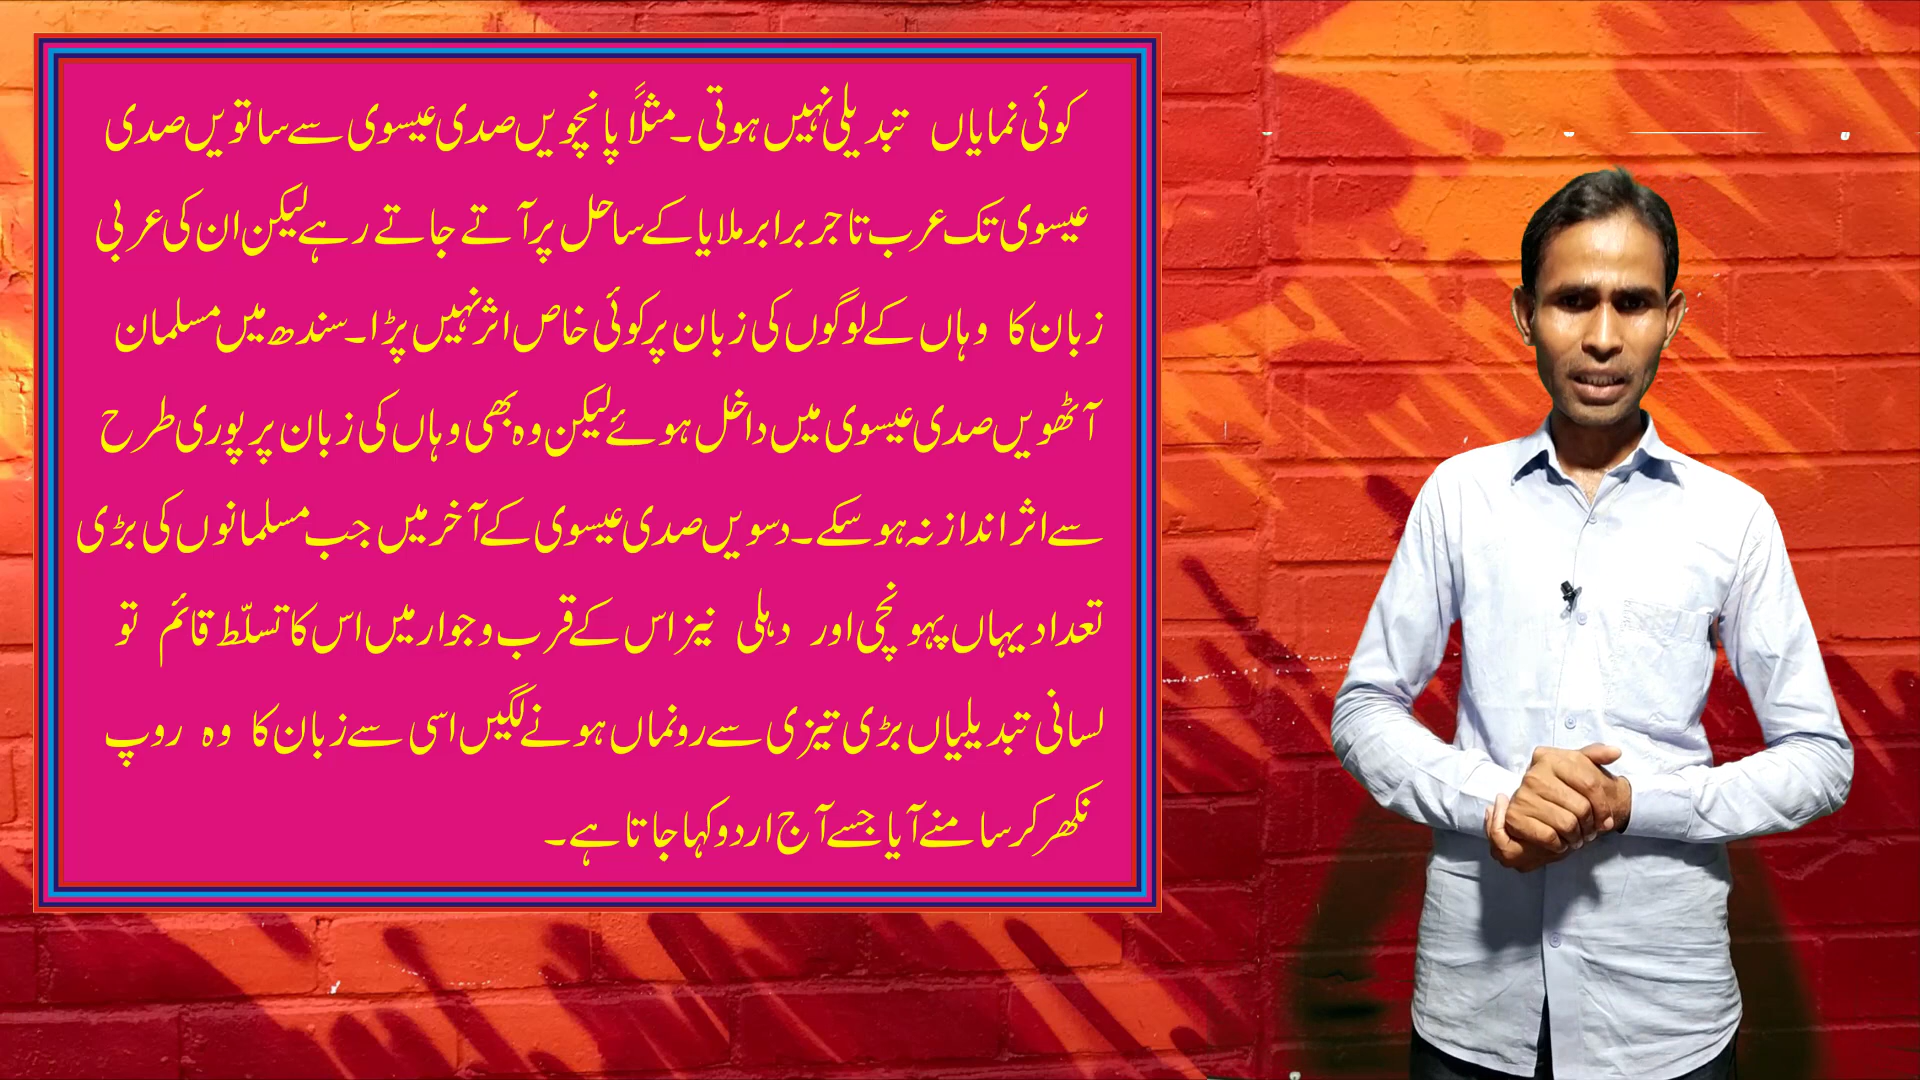 کوئی نمایاں تبدیلی نہیں ہوتی۔مثلاً پانچویں صدی عیسوی سے ساتویں صدی
عیسوی تک عرب تاجر برابر ملایا کے ساحل پر آتے جاتے رہے لیکن ان کی عربی
زبان کا وہاں کے لوگوں کی زبان پر کوئی خاص اثر نہیں پڑا۔سندھ میں مسلمان
آٹھویں صدی عیسوی میں داخل ہوئے لیکن وہ بھی وہاں کی زبان پر پوری طرح
سے اثر انداز نہ ہو سکے۔دسویں صدی عیسوی کے آخر میں جب مسلمانوں کی بڑی
تعداد یہاں پہونچی اور دہلی نیز اس کے قرب و جوار میں اس کا تسلّط قائم تو
لسانی تبدیلیاں بڑی تیزی سے رونماں ہونے لگیں اسی سے زبان کا وہ روپ
نکھر کر سامنے آیا جسے آج اردو کہا جاتا ہے۔